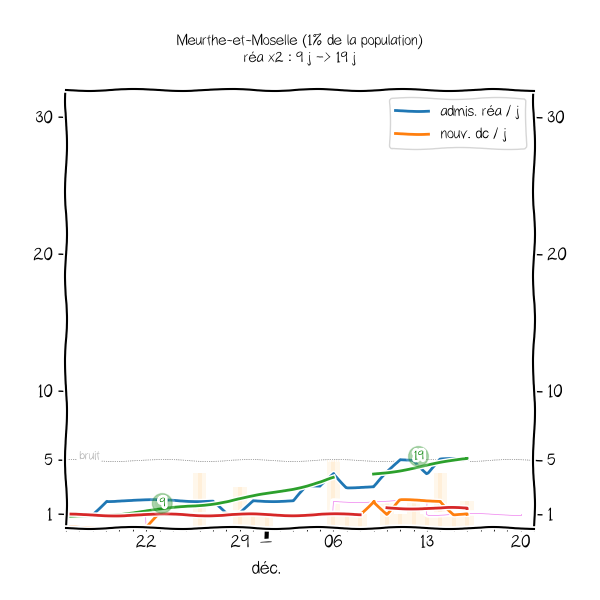 Meurthe-et-Moselle (1% de la population)
réa x2 : 9 j -> 19 j
admis. réa / j
nouv. dc / j
30
30
20
20
10
10
5
bruit
5
19
9
1
1
22
29
06
13
20
déc.